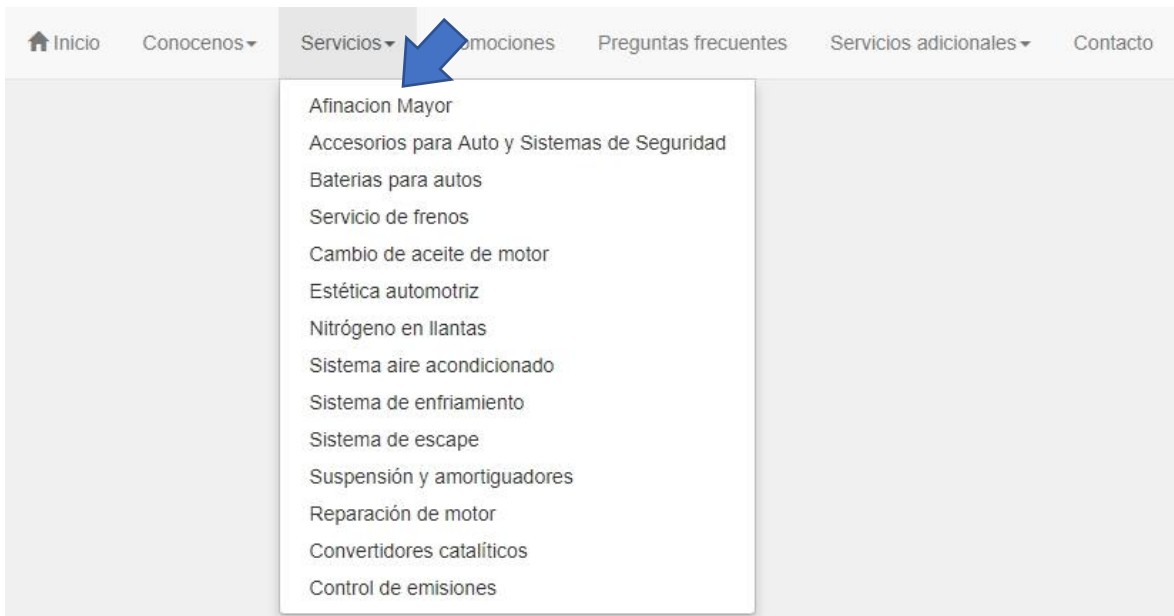 Inicio Conocenos Servicios omociones Preguntas frecuentes Servicios adicionales Contacto
Afinacion Mayor
Accesorios para Auto y Sistemas de Seguridad
Baterias para autos
Servicio de frenos
Cambio de aceite de motor
Estética automotriz
Nitrógeno en llantas
Sistema aire acondicionado
Sistema de enfriamiento
Sistema de escape
Suspensión y amortiguadores
Reparación de motor
Convertidores catalíticos
Control de emisiones